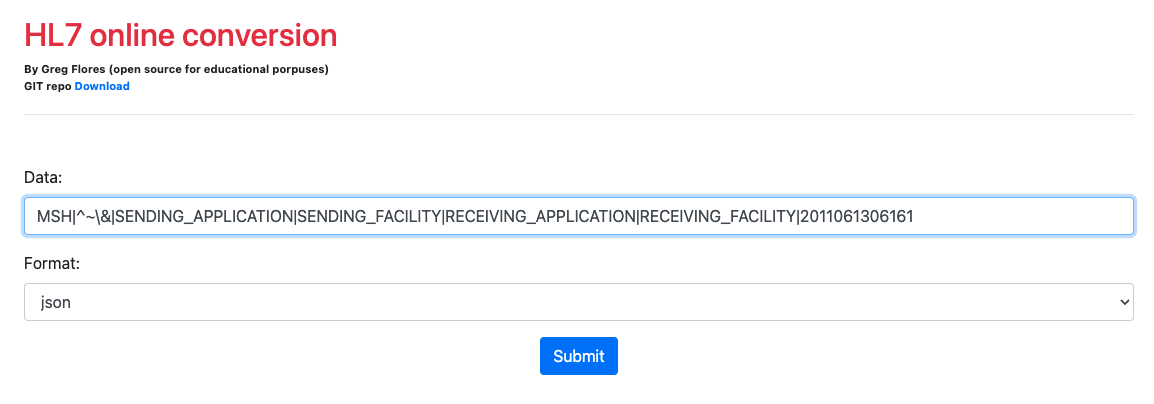 HL7 online conversion
By Greg Flores (open source for educational porpuses)
GIT repo Download
Data:
MSH|^~\&|SENDING_APPLICATION|SENDING_FACILITY|RECEIVING_APPLICATION|RECEIVING_FACILITY|2011061306161
Format:
json
Submit